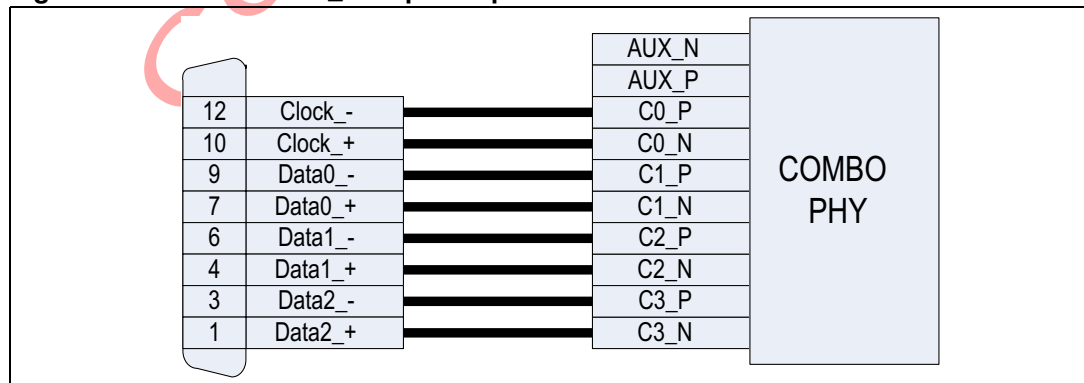 AUX_N
AUX_P
12 Clock_- C0_P
10 Clock_+ C0_N
9 Data0_- C1_P
7 Data0_+ C1_N
6 Data1_- C2_P
4 Data1_+ C2_N
3 Data2_- C3_P
1 Data2_+ C3_N
COMBO
PHY